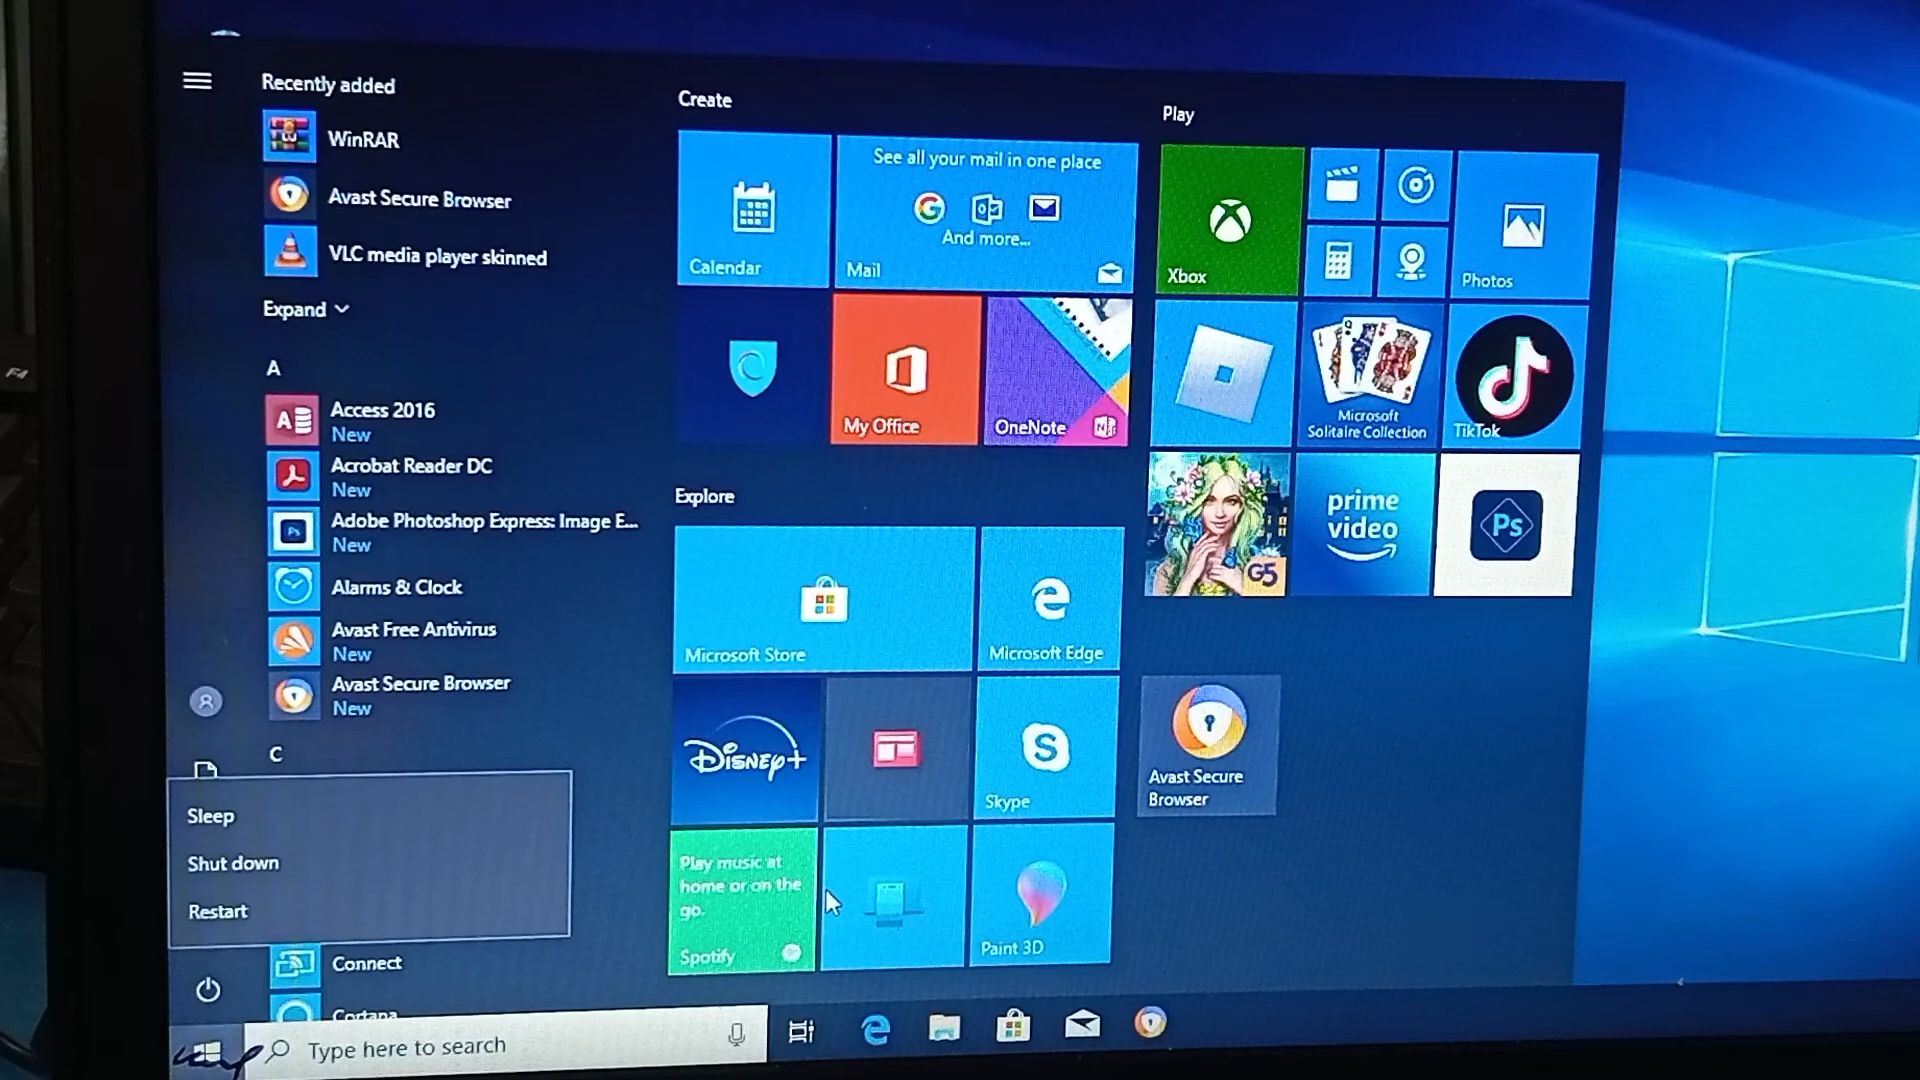 Recently added
WinRAR
Avast Secure Browser
VLC media player skinned
Expand
A
Access 2016
New
Acrobat Reader DC
New
Adobe Photoshop Express: Image E...
New
Alarms & Clock
Avast Free Antivirus
New
Avast Secure Browser
New
C
Sleep
Shut down
Restart
Connect
Cortana
Type here to search
Create
Calendar
See all your mail in one place
And more...
Mail
My Office
OneNote
Explore
Microsoft Store
Microsoft Edge
Disney+
Skype
Play music at
home or on the
go.
Spotify
Paint 3D
Play
Xbox
Photos
Microsoft
Solitaire Collection
TikTok
G5
prime
video
Ps
Avast Secure
Browser
F4